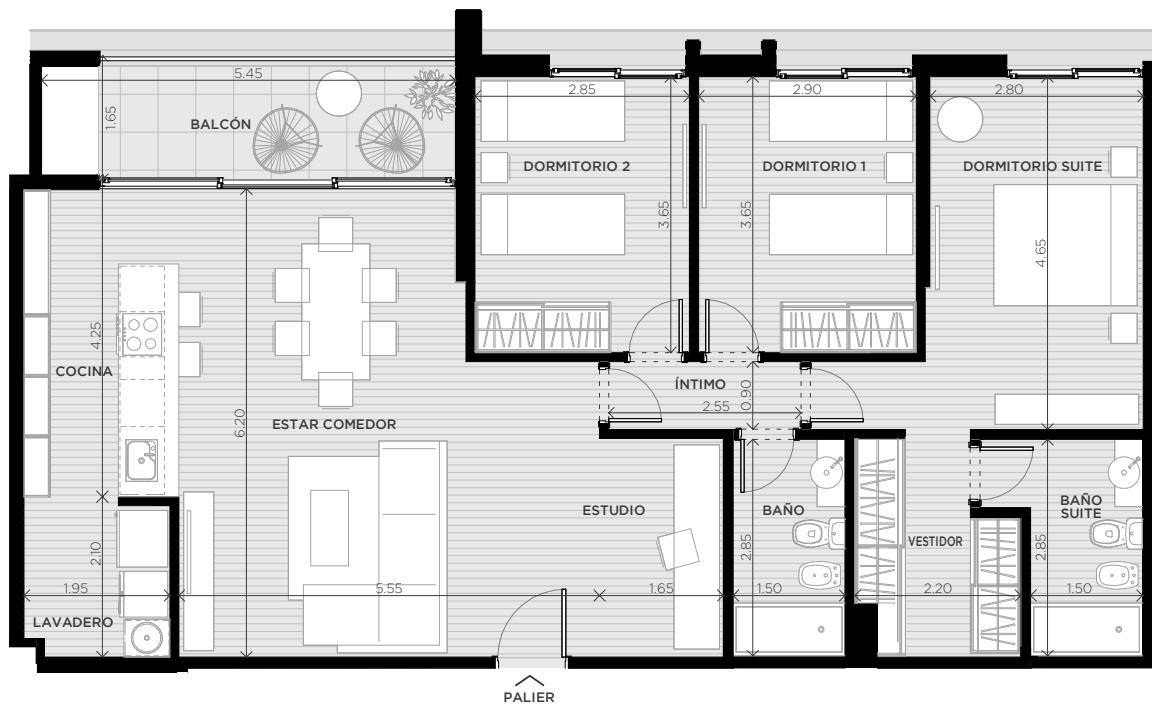 5.45
2.85
2.90
2.80
1.65
BALCÓN
DORMITORIO 2
DORMITORIO 1
DORMITORIO SUITE
3.65
3.65
4.65
4.25
6.20
COCINA
ESTAR COMEDOR
ÍNTIMO
0.90
2.55
ESTUDIO
BAÑO
VESTIDOR
BAÑO
SUITE
2.10
2.85
2.85
1.95
5.55
1.65
1.50
2.20
1.50
LAVADERO
PALIER